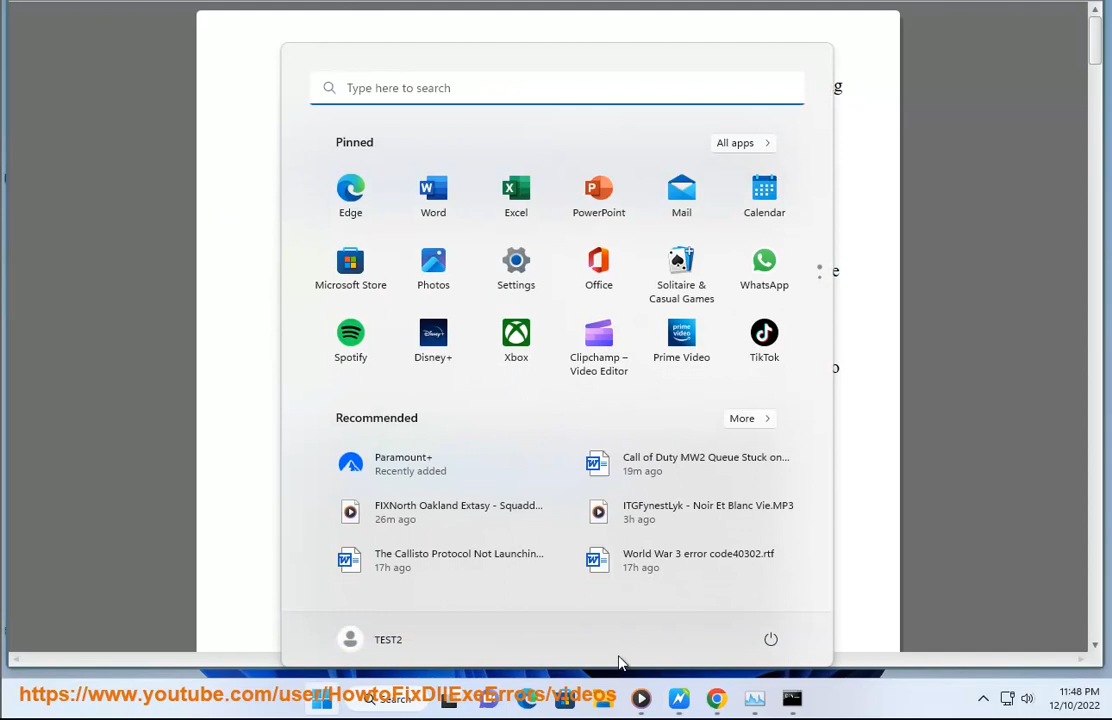 g
Type here to search
Pinned
All apps
Edge Word Excel PowerPoint Mail Calendar
e
Microsoft Store Photos Settings Office Solitaire & Casual Games WhatsApp
Spotify Disney+ Xbox Clipchamp – Video Editor Prime Video TikTok
o
Recommended
More
Paramount+
Recently added
Call of Duty MW2 Queue Stuck on...
19m ago
FIXNorth Oakland Extasy - Squadd...
26m ago
ITGFynestLyk - Noir Et Blanc Vie.MP3
3h ago
The Callisto Protocol Not Launchin...
17h ago
World War 3 error code40302.rtf
17h ago
TEST2
https://www.youtube.com/user/HowtoFixDllExeErrors/videos
Search
11:48 PM
12/10/2022